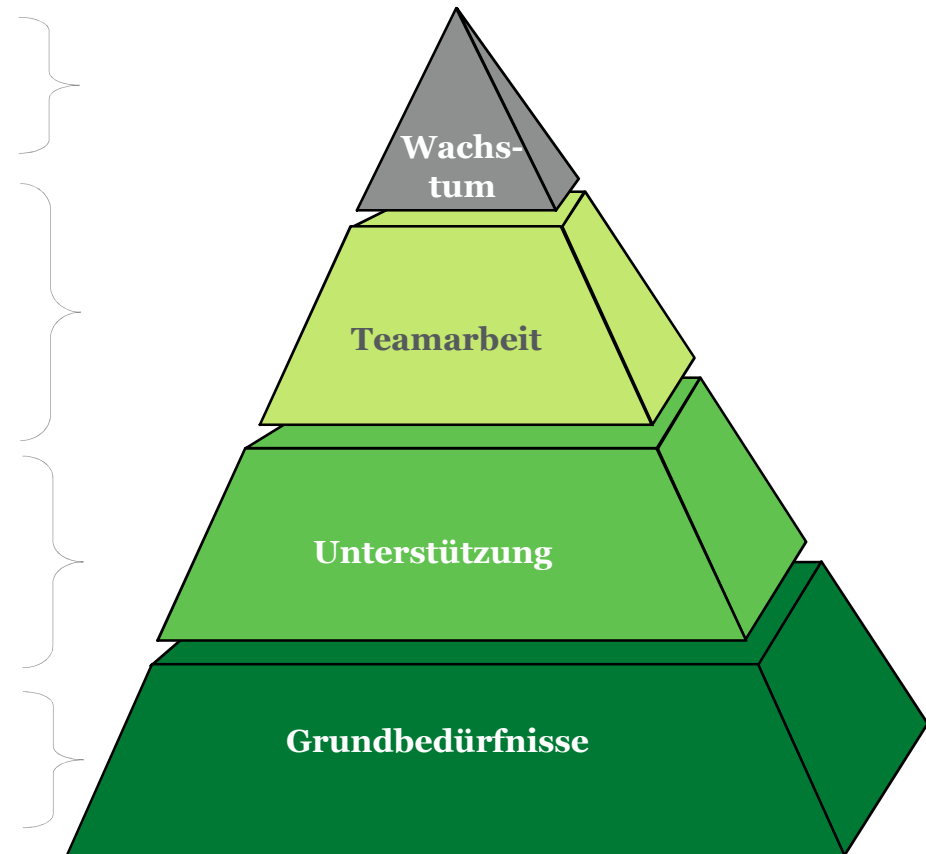 Wachs-
tum
Teamarbeit
Unterstützung
Grundbedürfnisse